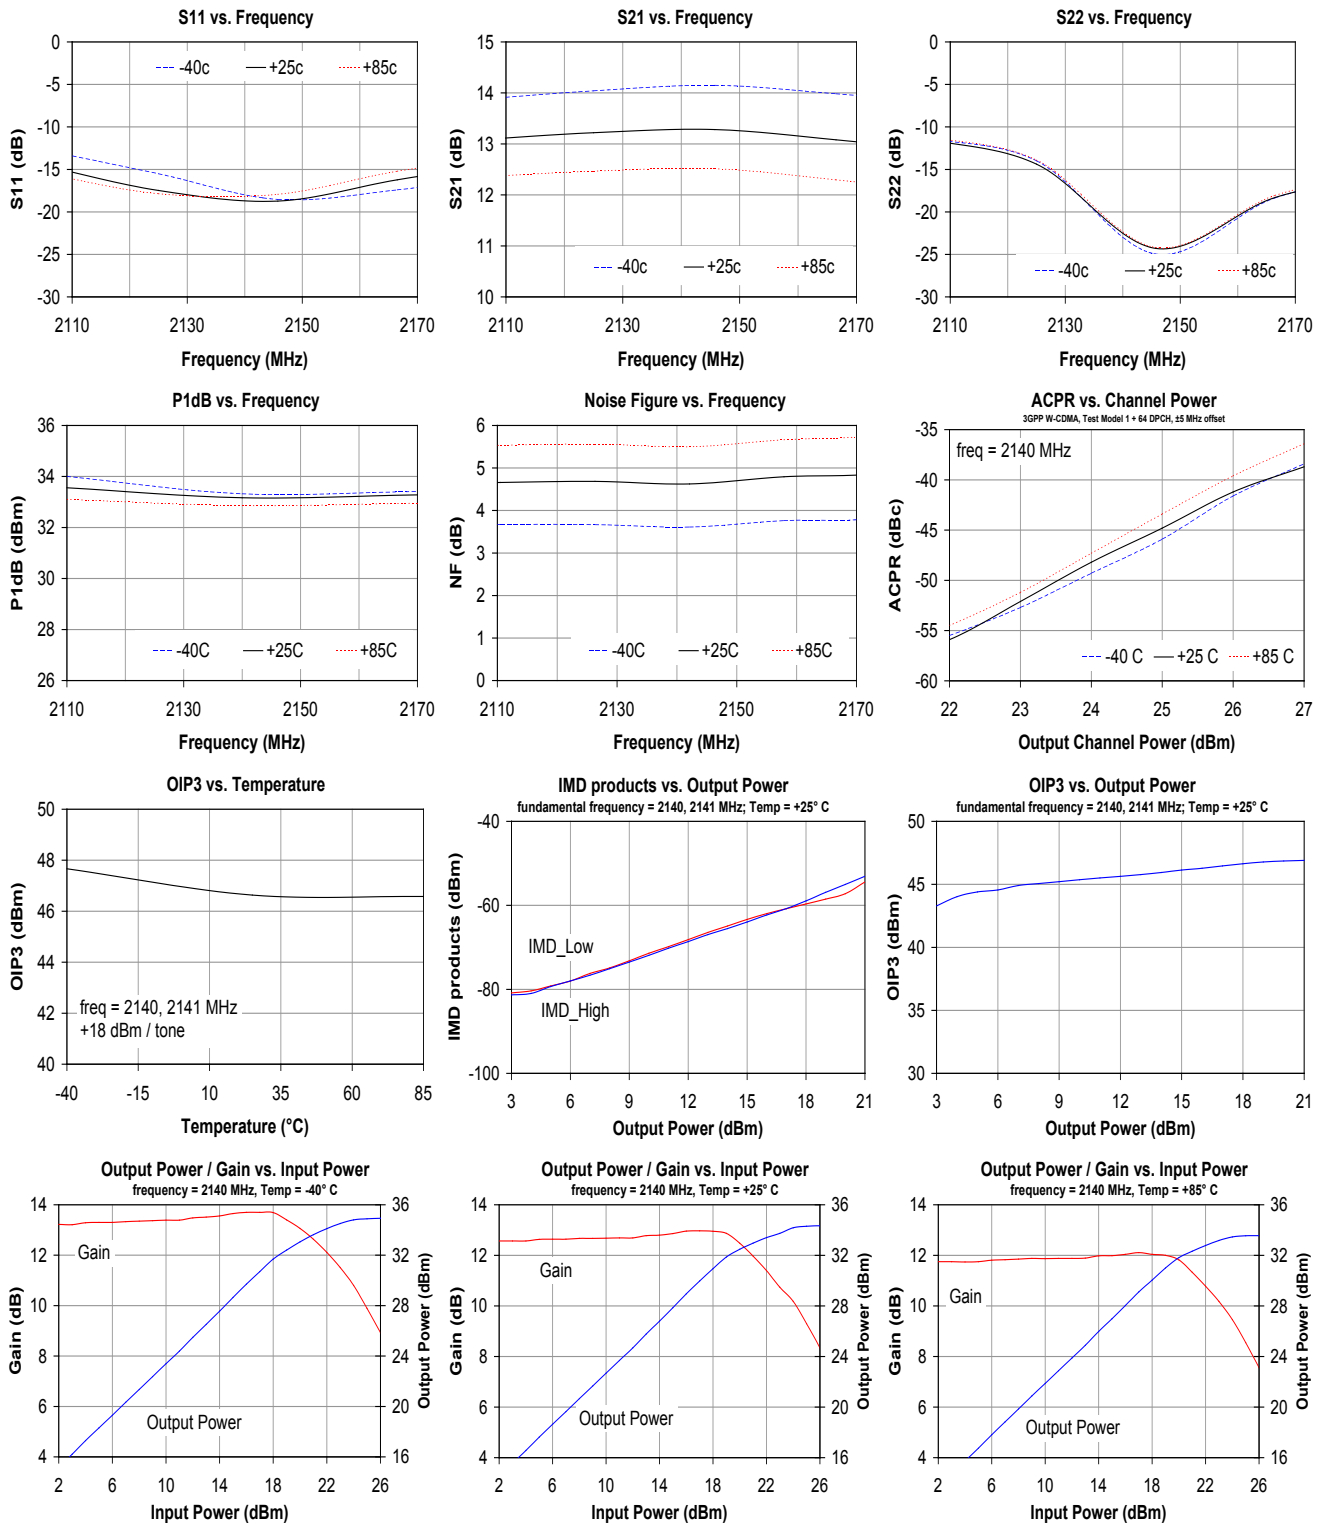 S11 vs. Frequency
0
-5
-10
-15
-20
-25
-30
S11 (dB)
-40c
+25c
+85c
2110
2130
2150
2170
Frequency (MHz)
S21 vs. Frequency
15
14
13
12
11
10
S21 (dB)
-40c
+25c
+85c
2110
2130
2150
2170
Frequency (MHz)
S22 vs. Frequency
0
-5
-10
-15
-20
-25
-30
S22 (dB)
-40c
+25c
+85c
2110
2130
2150
2170
Frequency (MHz)
P1dB vs. Frequency
36
34
32
30
28
26
P1dB (dBm)
-40C
+25C
+85C
2110
2130
2150
2170
Frequency (MHz)
Noise Figure vs. Frequency
6
5
4
3
2
1
0
NF (dB)
-40C
+25C
+85C
2110
2130
2150
2170
Frequency (MHz)
ACPR vs. Channel Power
3GPP W-CDMA, Test Model 1 + 64 DPCH, ±5 MHz offset
-35
-40
-45
-50
-55
-60
ACPR (dBc)
freq = 2140 MHz
-40 C
+25 C
+85 C
22
23
24
25
26
27
Output Channel Power (dBm)
OIP3 vs. Temperature
50
48
46
44
42
40
OIP3 (dBm)
freq = 2140, 2141 MHz
+18 dBm / tone
-40
-15
10
35
60
85
Temperature (°C)
IMD products vs. Output Power
fundamental frequency = 2140, 2141 MHz; Temp = +25° C
-40
-60
-80
-100
IMD products (dBm)
IMD_Low
IMD_High
3
6
9
12
15
18
21
Output Power (dBm)
OIP3 vs. Output Power
fundamental frequency = 2140, 2141 MHz; Temp = +25° C
50
45
40
35
30
OIP3 (dBm)
3
6
9
12
15
18
21
Output Power (dBm)
Output Power / Gain vs. Input Power
frequency = 2140 MHz, Temp = -40° C
14
12
10
8
6
4
Gain (dB)
Gain
Output Power
36
32
28
24
20
16
Output Power (dBm)
2
6
10
14
18
22
26
Input Power (dBm)
Output Power / Gain vs. Input Power
frequency = 2140 MHz, Temp = +25° C
14
12
10
8
6
4
Gain (dB)
Gain
Output Power
36
32
28
24
20
16
Output Power (dBm)
2
6
10
14
18
22
26
Input Power (dBm)
Output Power / Gain vs. Input Power
frequency = 2140 MHz, Temp = +85° C
14
12
10
8
6
4
Gain (dB)
Gain
Output Power
36
32
28
24
20
16
Output Power (dBm)
2
6
10
14
18
22
26
Input Power (dBm)